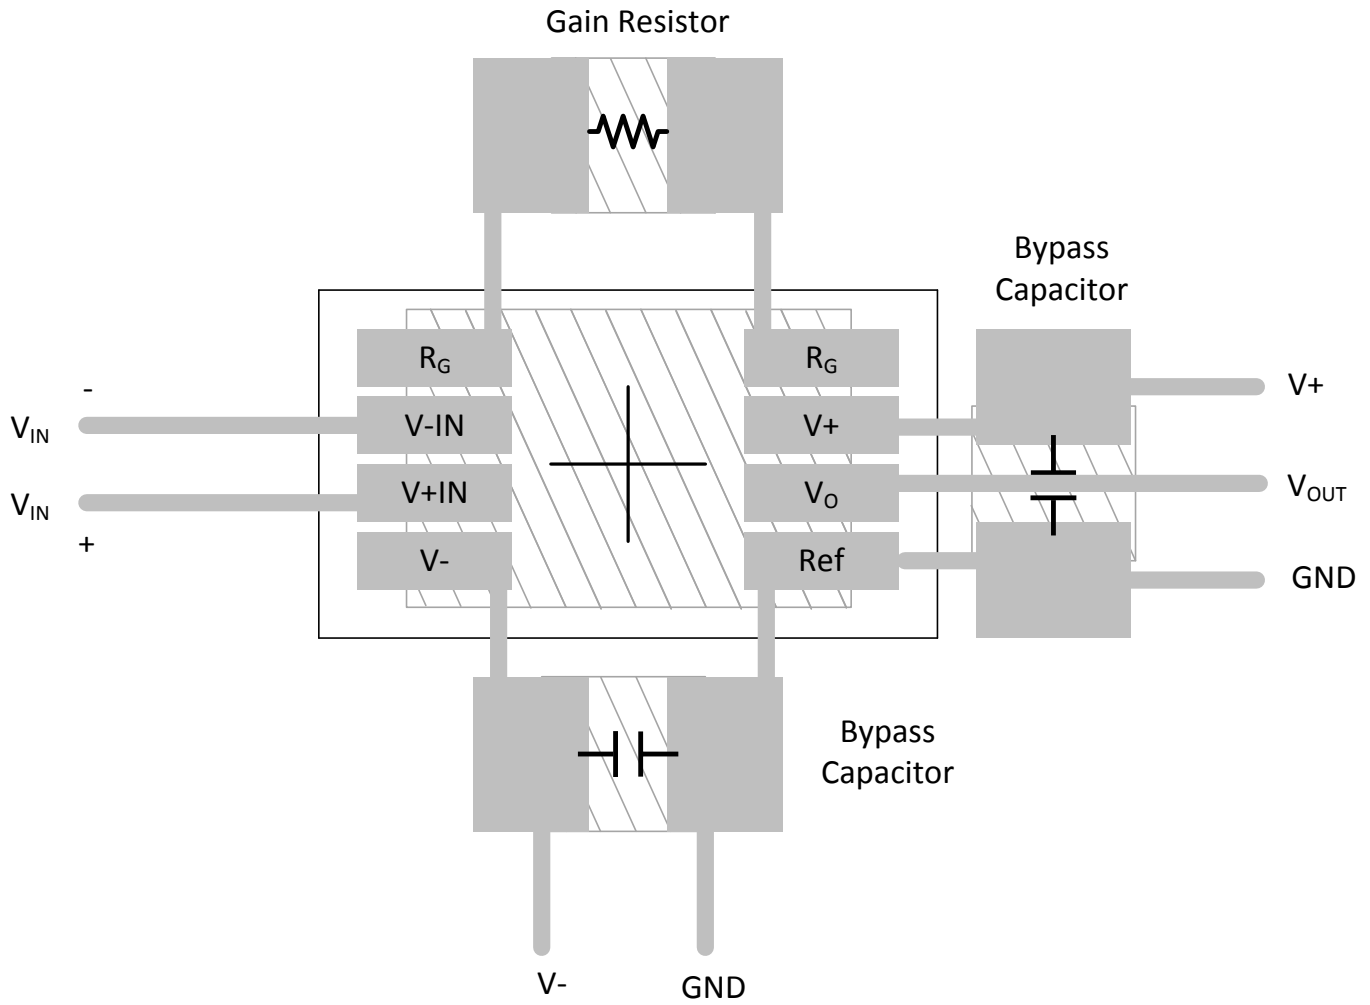 Gain Resistor
Bypass
Capacitor
RG
RG
-
V+
VIN
V-IN
V+
VIN
V+IN
VO
VOUT
+
V-
Ref
GND
Bypass
Capacitor
V-
GND